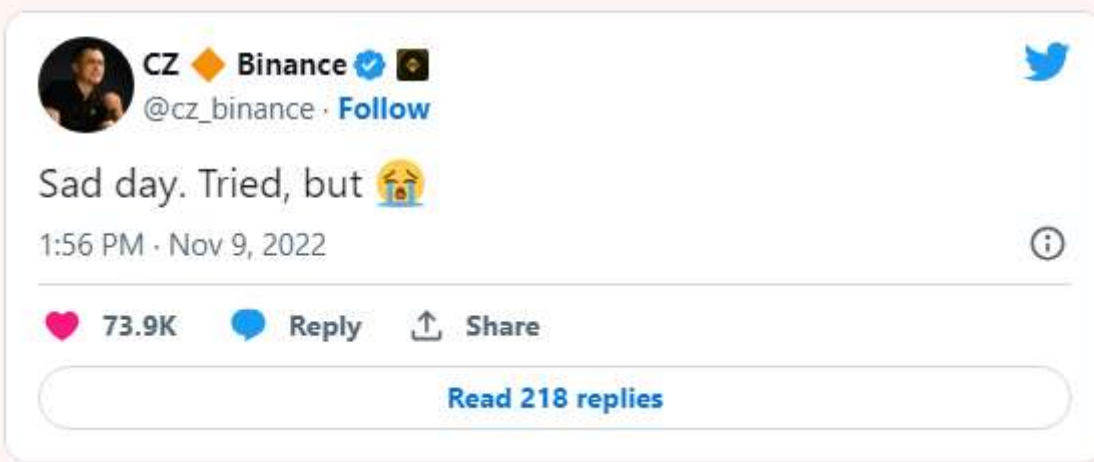 CZ 🔶 Binance
@cz_binance · Follow
Sad day. Tried, but 😭
1:56 PM · Nov 9, 2022
73.9K Reply Share
Read 218 replies